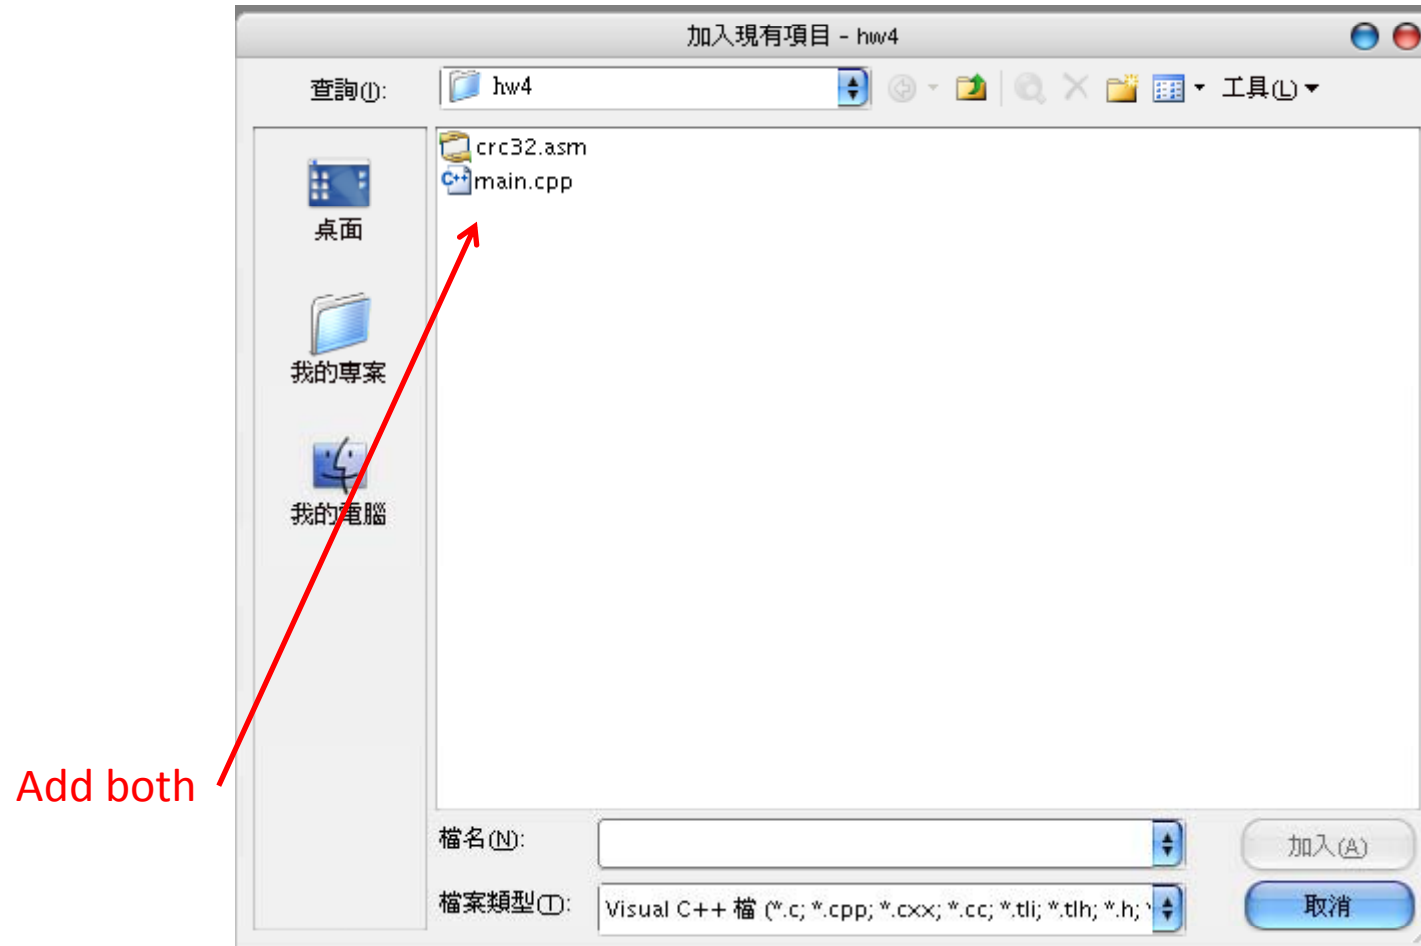 加入現有項目 - hw4
查詢(I):
hw4
工具(L)
crc32.asm
main.cpp
桌面
我的專案
我的電腦
Add both
檔名(N):
加入(A)
檔案類型(T):
Visual C++ 檔 (*.c; *.cpp; *.cxx; *.cc; *.tli; *.tlh; *.h;
取消